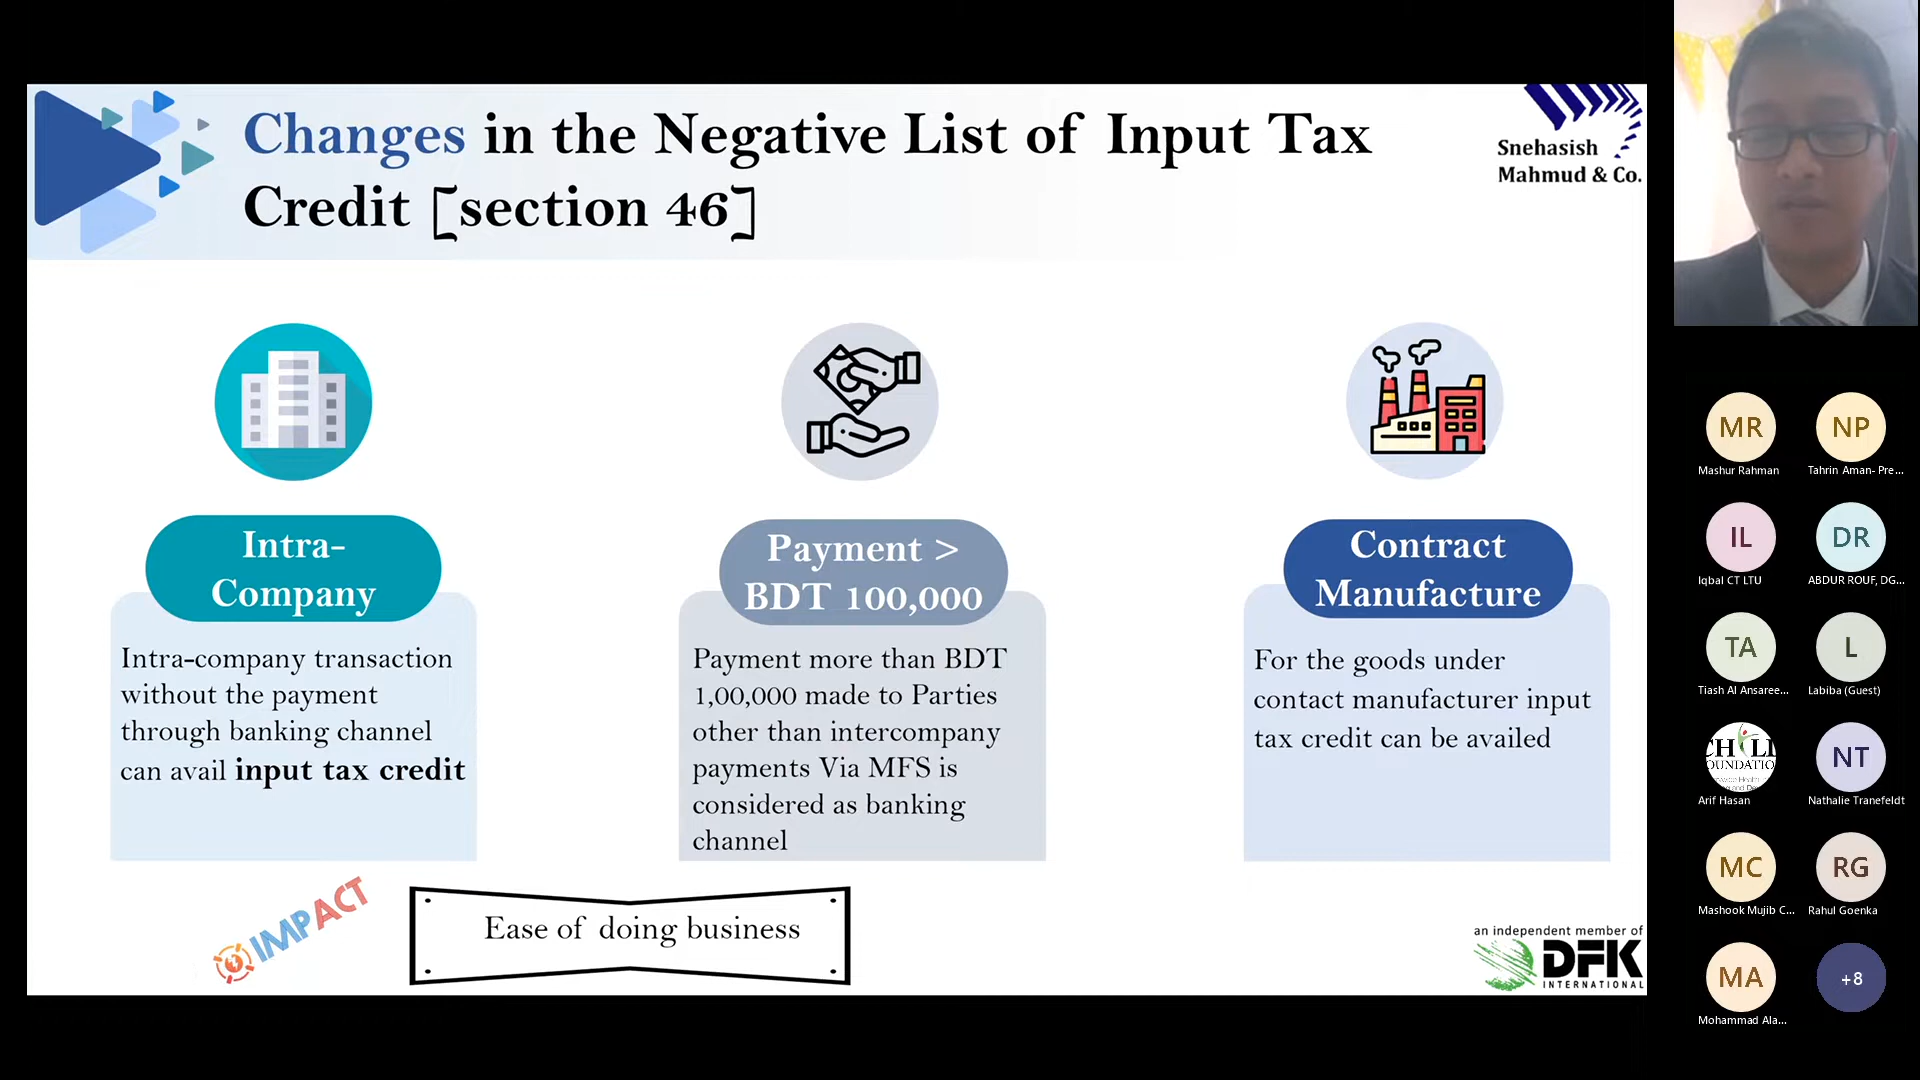 Changes in the Negative List of Input Tax
Credit [section 46]
Snehasish
Mahmud & Co.
Intra-
Company
Intra-company transaction
without the payment
through banking channel
can avail input tax credit
Payment >
BDT 100,000
Payment more than BDT
1,00,000 made to Parties
other than intercompany
payments Via MFS is
considered as banking
channel
Contract
Manufacture
For the goods under
contact manufacturer input
tax credit can be availed
IMPACT
Ease of doing business
an independent member of
DFK
INTERNATIONAL
MR
Mashur Rahman
NP
Tahrin Aman- Pre...
IL
Iqbal CT LTU
DR
ABDUR ROUF, DG...
TA
Tiash Al Ansaree...
L
Labiba (Guest)
Arif Hasan
NT
Nathalie Tranefeldt
MC
Mashook Mujib C...
RG
Rahul Goenka
MA
Mohammad Ala...
+8